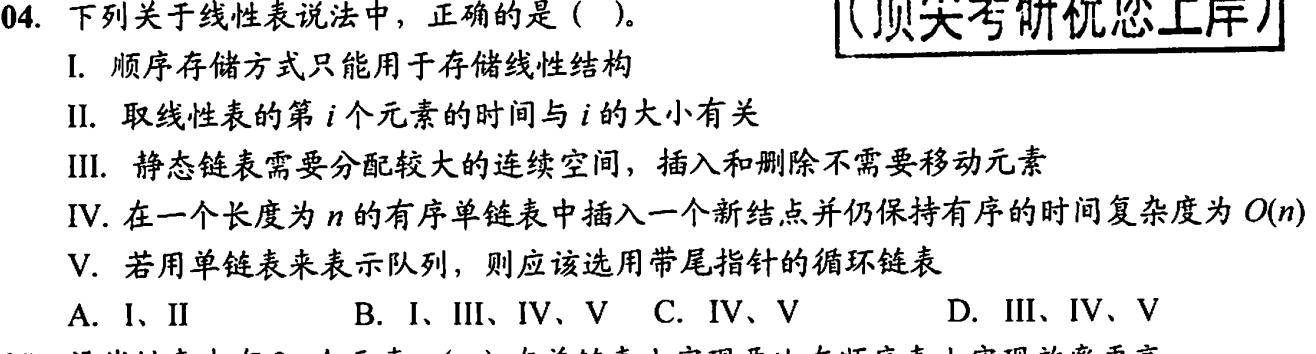 （顶尖考研祝您上岸）
04. 下列关于线性表说法中，正确的是（ ）。
I. 顺序存储方式只能用于存储线性结构
II. 取线性表的第 i 个元素的时间与 i 的大小有关
III. 静态链表需要分配较大的连续空间，插入和删除不需要移动元素
IV. 在一个长度为 n 的有序单链表中插入一个新结点并仍保持有序的时间复杂度为 O(n)
V. 若用单链表来表示队列，则应该选用带尾指针的循环链表
A. I、II B. I、III、IV、V C. IV、V D. III、IV、V